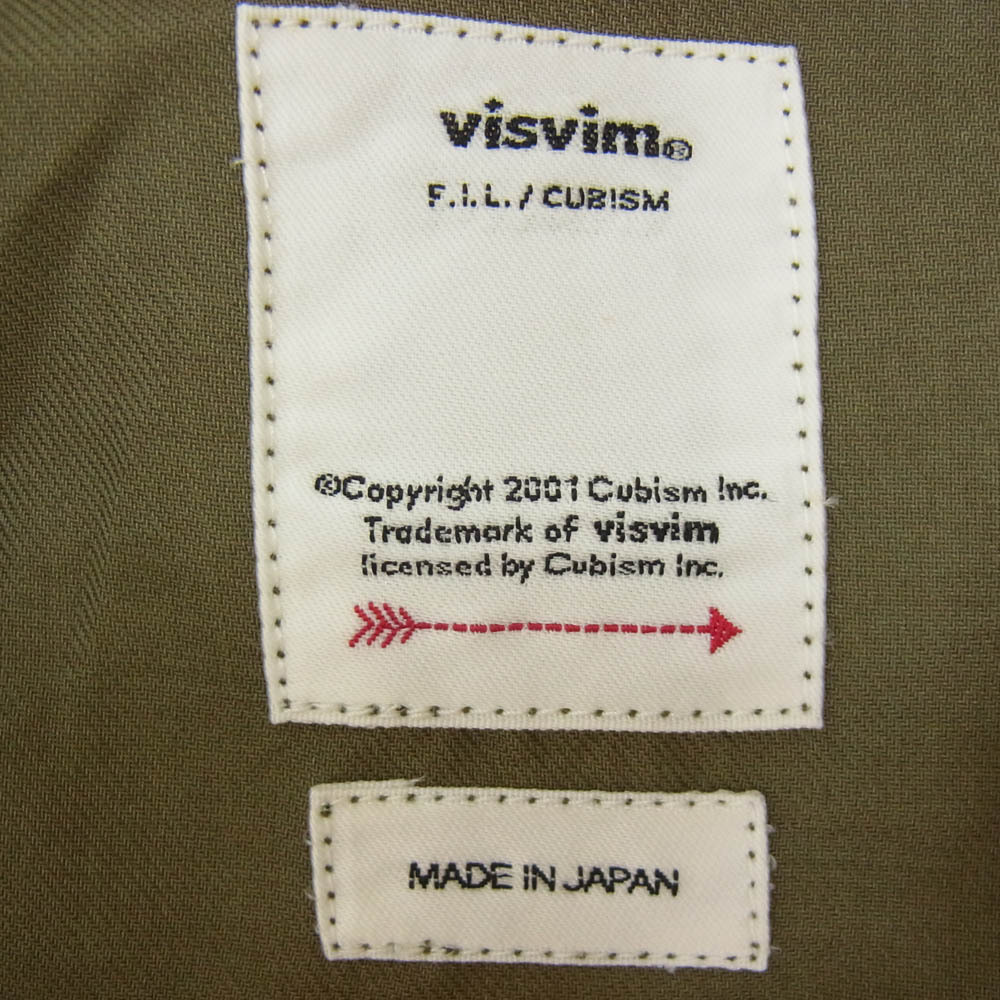 visvim®
F.I.L. / CUBISM
©Copyright 2001 Cubism Inc.
Trademark of visvim
licensed by Cubism Inc.
MADE IN JAPAN